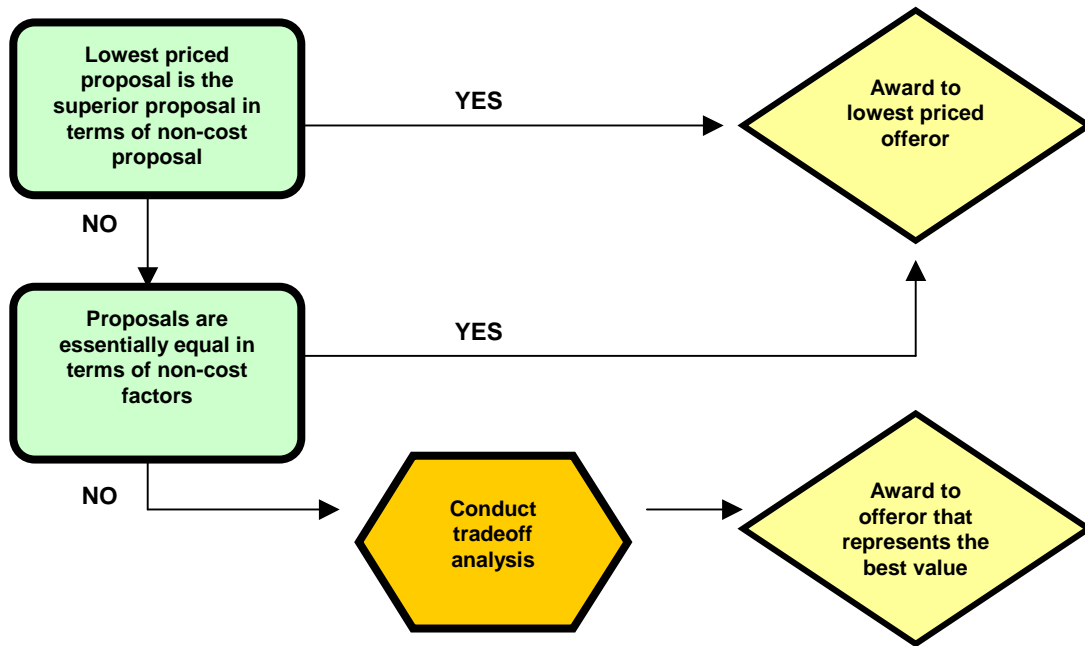 Lowest priced
proposal is the
superior proposal in
terms of non-cost
proposal
YES
Award to
lowest priced
offeror
NO
Proposals are
essentially equal in
terms of non-cost
factors
YES
NO
Conduct
tradeoff
analysis
Award to
offeror that
represents the
best value